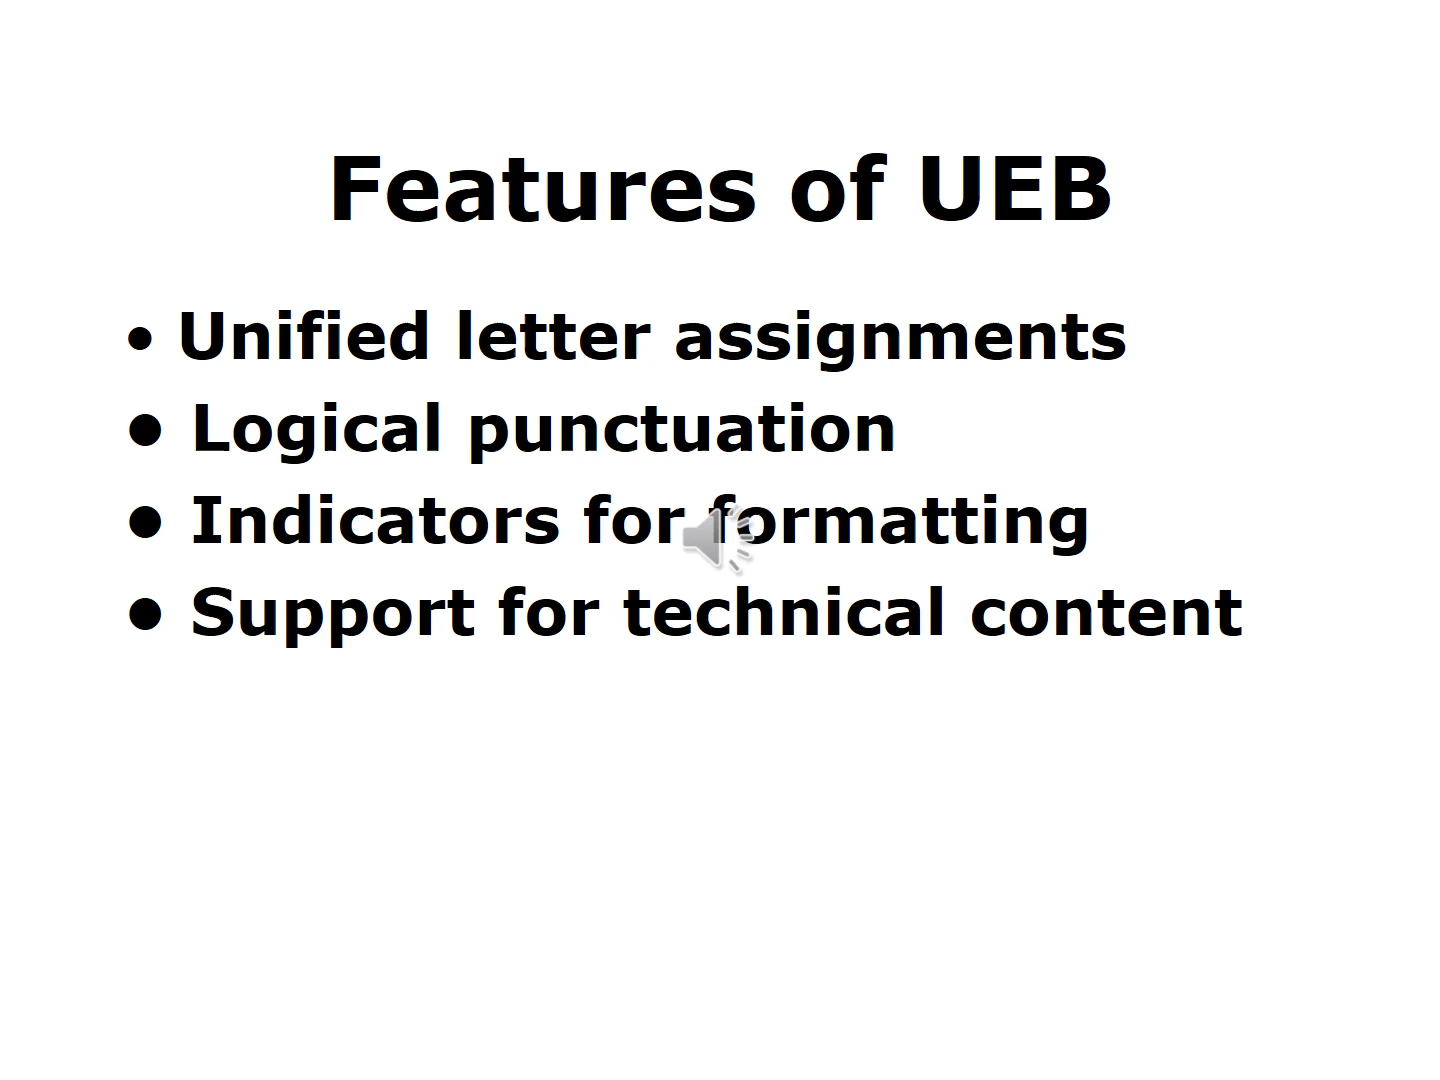 Features of UEB
• Unified letter assignments
● Logical punctuation
● Indicators for formatting
● Support for technical content